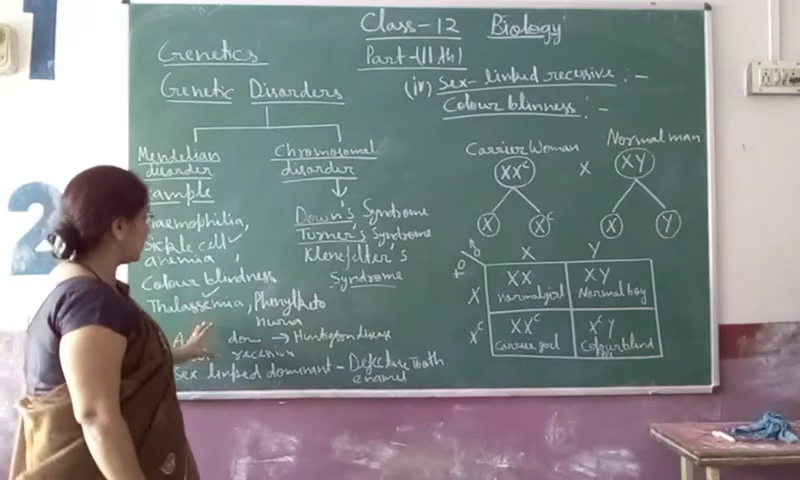 Class-12 Biology
Part-(11th)
Genetics
Genetic Disorders
Mendelian
disorder
Chromosomal
disorder
Haemophilia,
Sickle cell
anemia,
Colour blindness
Thalassemia, Phenylketo
nuria
dom → Huntington disease
recessive
Sex linked dominant - Defective Tooth
enamel
Down's Syndrome
Turner's Syndrome
Klenefelter's
Syndrome
(iv) Sex-linked recessive :-
Colour blinness :-
Carrier Woman
Normal man
XXᶜ X XY
X Xᶜ X Y
♂
♀
X Y
X
XX
normal girl
XY
Normal boy
Xᶜ
XXᶜ
Carrier girl
XᶜY
Colour blind
1
2